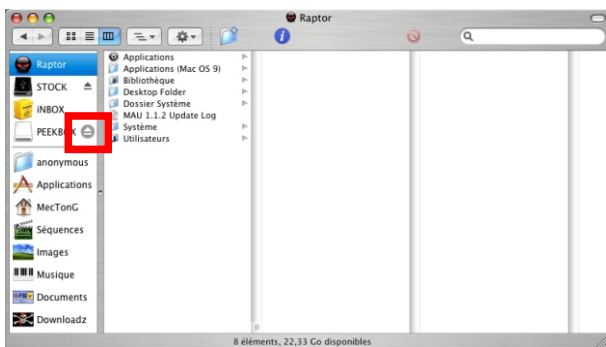 Raptor
Raptor
STOCK
iNBOX
PEEKB X
anonymous
Applications
MecTonG
Séquences
Images
Musique
Documents
Downloadz
Applications
Applications (Mac OS 9)
Bibliothèque
Desktop Folder
Dossier Système
MAU 1.1.2 Update Log
Système
Utilisateurs
8 éléments, 22,33 Go disponibles